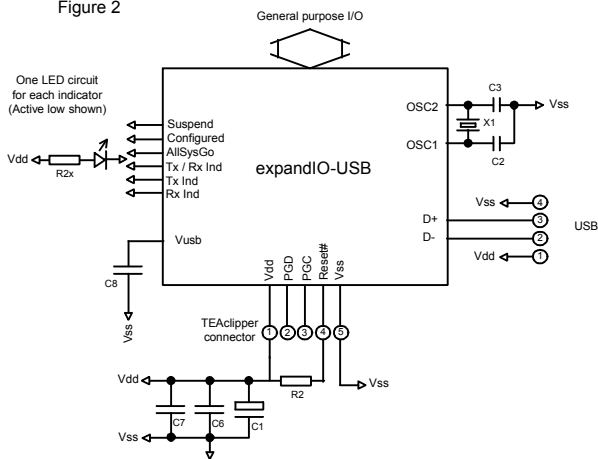 Figure 2
General purpose I/O
One LED circuit
for each indicator
(Active low shown)
Vdd
R2x
Suspend
Configured
AllSysGo
Tx / Rx Ind
Tx Ind
Rx Ind
expandIO-USB
OSC2
OSC1
C3
X1
C2
Vss
Vss
4
D+
3
D-
2
Vdd
1
USB
Vusb
C8
Vss
Vdd
PGD
PGC
Reset#
Vss
TEAclipper
connector
1
2
3
4
5
Vdd
R2
Vss
C7
C6
C1
Vss